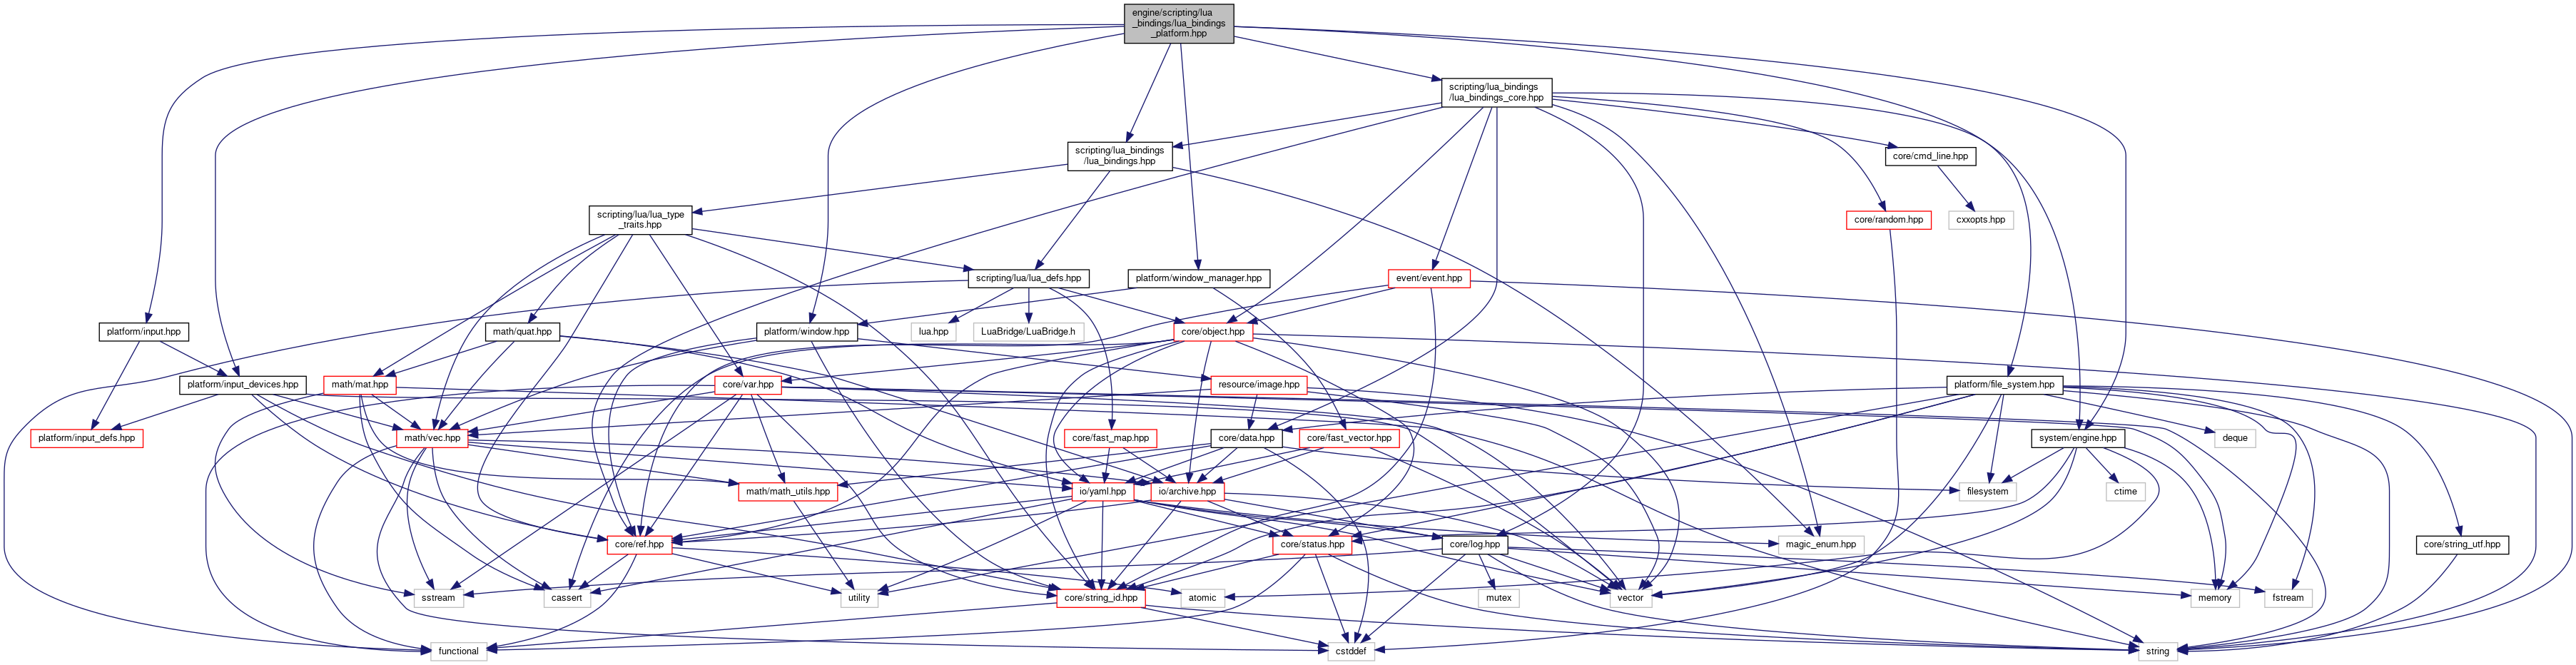 engine/scripting/lua
_bindings/lua_bindings
_platform.hpp
scripting/lua_bindings
/lua_bindings_core.hpp
scripting/lua_bindings
/lua_bindings.hpp
core/cmd_line.hpp
scripting/lua/lua_type
_traits.hpp
core/random.hpp
cxxopts.hpp
scripting/lua/lua_defs.hpp
platform/window_manager.hpp
event/event.hpp
platform/input.hpp
math/quat.hpp
platform/window.hpp
lua.hpp
LuaBridge/LuaBridge.h
core/object.hpp
platform/input_devices.hpp
math/mat.hpp
core/var.hpp
resource/image.hpp
platform/file_system.hpp
platform/input_defs.hpp
math/vec.hpp
core/fast_map.hpp
core/data.hpp
core/fast_vector.hpp
system/engine.hpp
deque
math/math_utils.hpp
io/yaml.hpp
io/archive.hpp
filesystem
ctime
core/ref.hpp
core/status.hpp
core/log.hpp
magic_enum.hpp
core/string_utf.hpp
sstream
cassert
utility
core/string_id.hpp
atomic
mutex
vector
memory
fstream
functional
cstddef
string